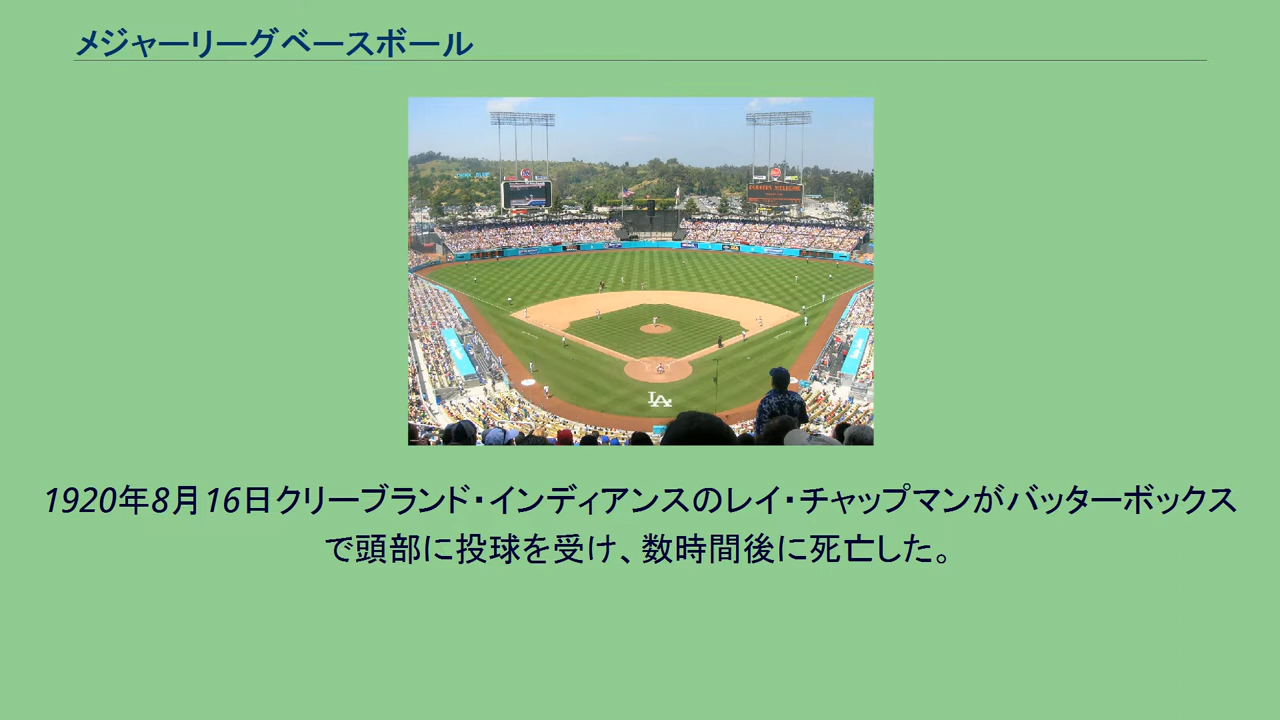 メジャーリーグベースボール
LA
1920年8月16日クリーブランド・インディアンスのレイ・チャップマンがバッターボックス
で頭部に投球を受け、数時間後に死亡した。